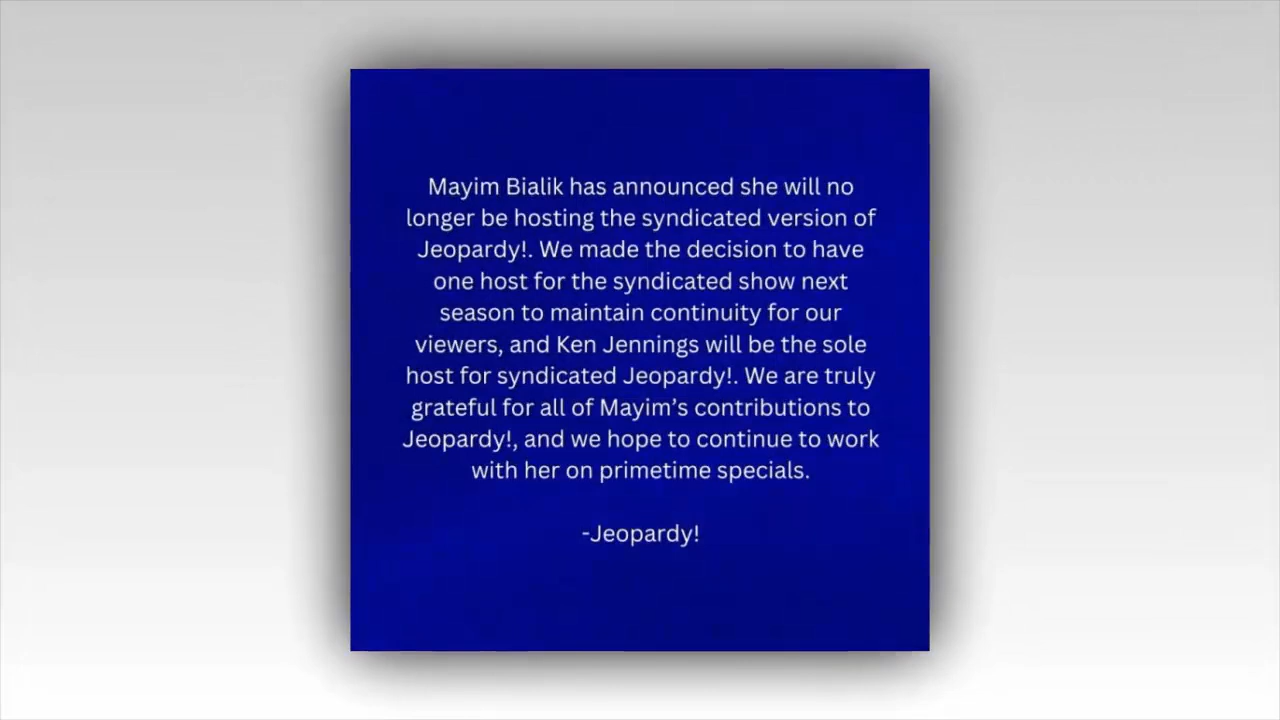 Mayim Bialik has announced she will no
longer be hosting the syndicated version of
Jeopardy!. We made the decision to have
one host for the syndicated show next
season to maintain continuity for our
viewers, and Ken Jennings will be the sole
host for syndicated Jeopardy!. We are truly
grateful for all of Mayim’s contributions to
Jeopardy!, and we hope to continue to work
with her on primetime specials.
-Jeopardy!